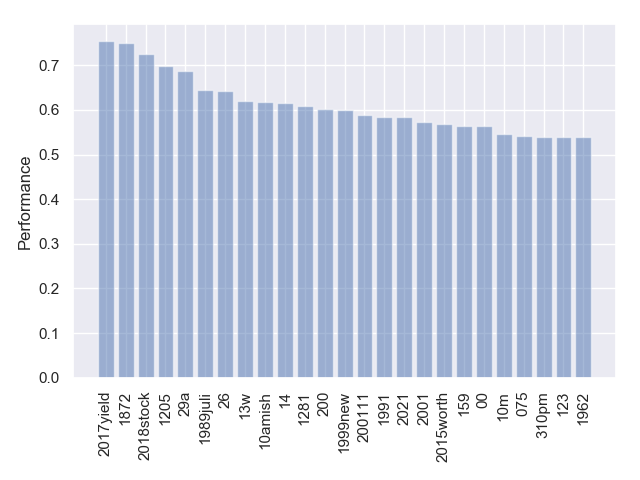 Performance
0.7
0.6
0.5
0.4
0.3
0.2
0.1
0.0
2017yield
1872
2018stock
1205
29a
1989juli
26
13w
10amish
14
1281
200
1999new
200111
1991
2021
2001
2015worth
159
00
10m
075
310pm
123
1962